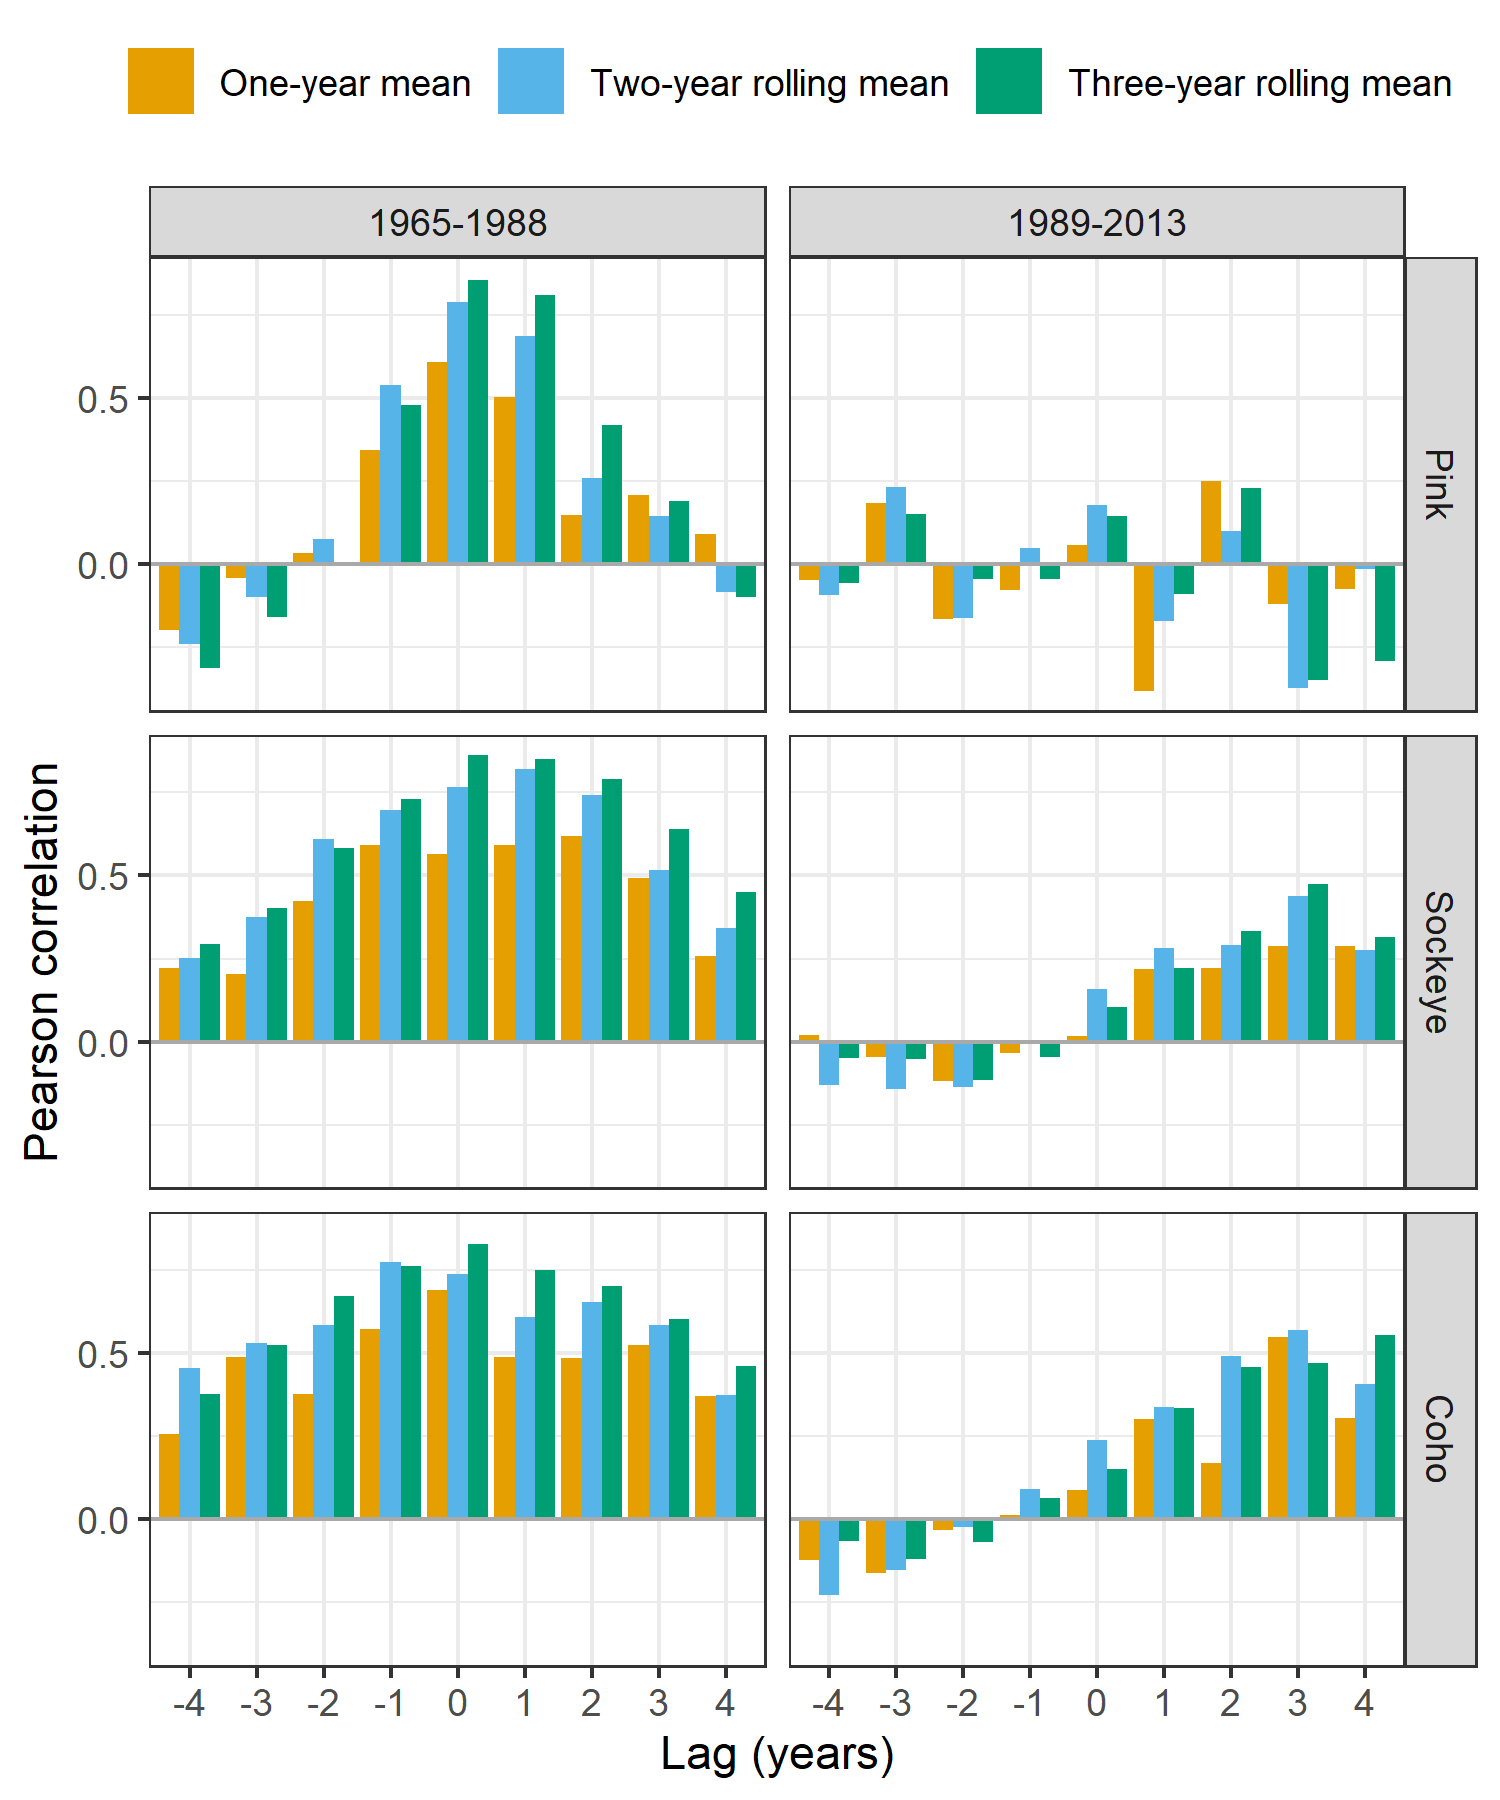 One-year mean Two-year rolling mean Three-year rolling mean
1965-1988 1989-2013
Pink
0.5
0.0
Sockeye
0.5
0.0
Coho
0.5
0.0
Pearson correlation
-4 -3 -2 -1 0 1 2 3 4 -4 -3 -2 -1 0 1 2 3 4
Lag (years)